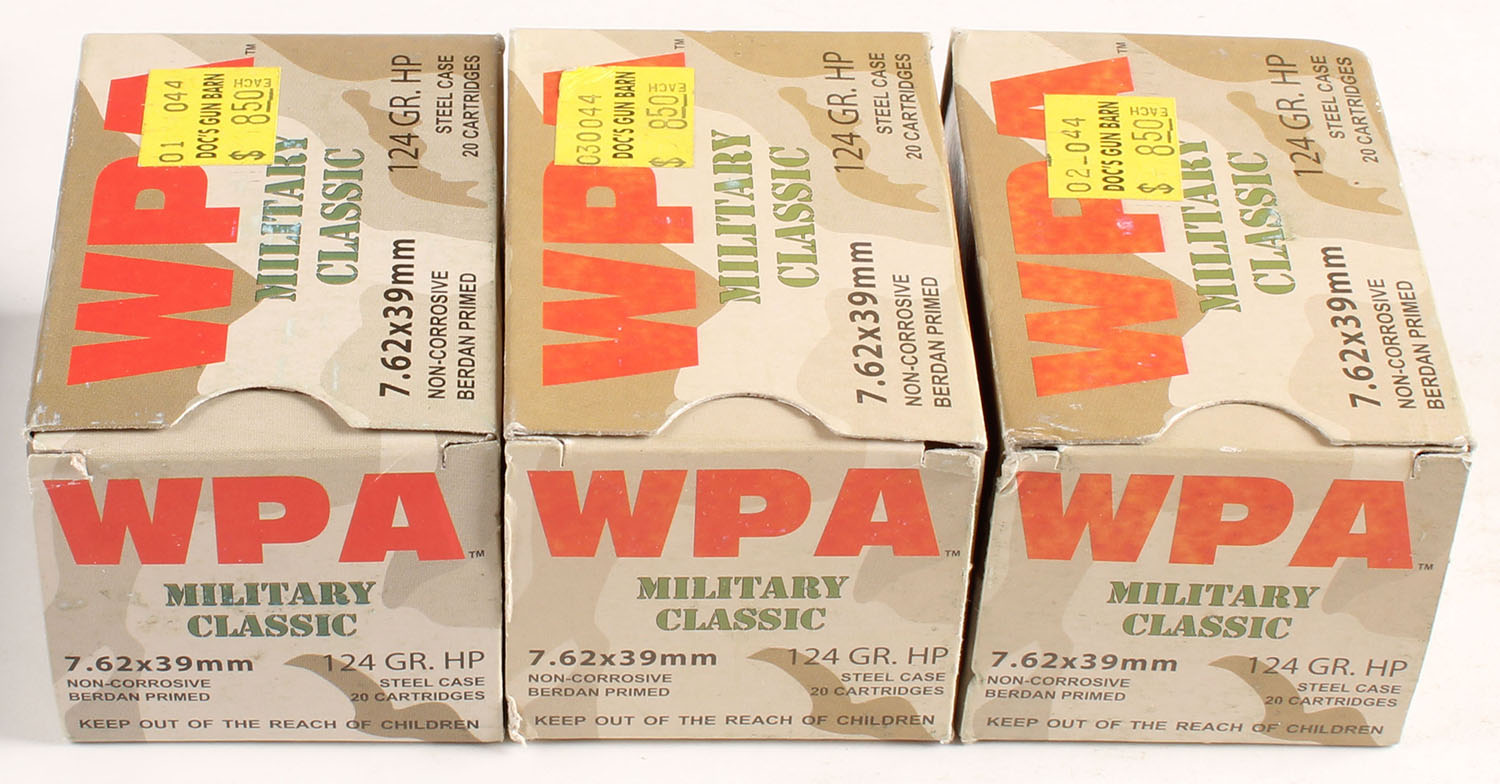 WPA™
01 044
DOC'S GUN BARN
$ 850 EACH
MILITARY
CLASSIC
7.62x39mm
NON-CORROSIVE
BERDAN PRIMED
124 GR. HP
STEEL CASE
20 CARTRIDGES
WPA™
MILITARY
CLASSIC
7.62x39mm
124 GR. HP
NON-CORROSIVE
STEEL CASE
BERDAN PRIMED
20 CARTRIDGES
KEEP OUT OF THE REACH OF CHILDREN
WPA™
030044
DOC'S GUN BARN
$ 850 EACH
MILITARY
CLASSIC
7.62x39mm
NON-CORROSIVE
BERDAN PRIMED
124 GR. HP
STEEL CASE
20 CARTRIDGES
WPA™
MILITARY
CLASSIC
7.62x39mm
124 GR. HP
NON-CORROSIVE
STEEL CASE
BERDAN PRIMED
20 CARTRIDGES
KEEP OUT OF THE REACH OF CHILDREN
WPA™
02-044
DOC'S GUN BARN
$ 850 EACH
MILITARY
CLASSIC
7.62x39mm
NON-CORROSIVE
BERDAN PRIMED
124 GR. HP
STEEL CASE
20 CARTRIDGES
WPA™
MILITARY
CLASSIC
7.62x39mm
124 GR. HP
NON-CORROSIVE
STEEL CASE
BERDAN PRIMED
20 CARTRIDGES
KEEP OUT OF THE REACH OF CHILDREN